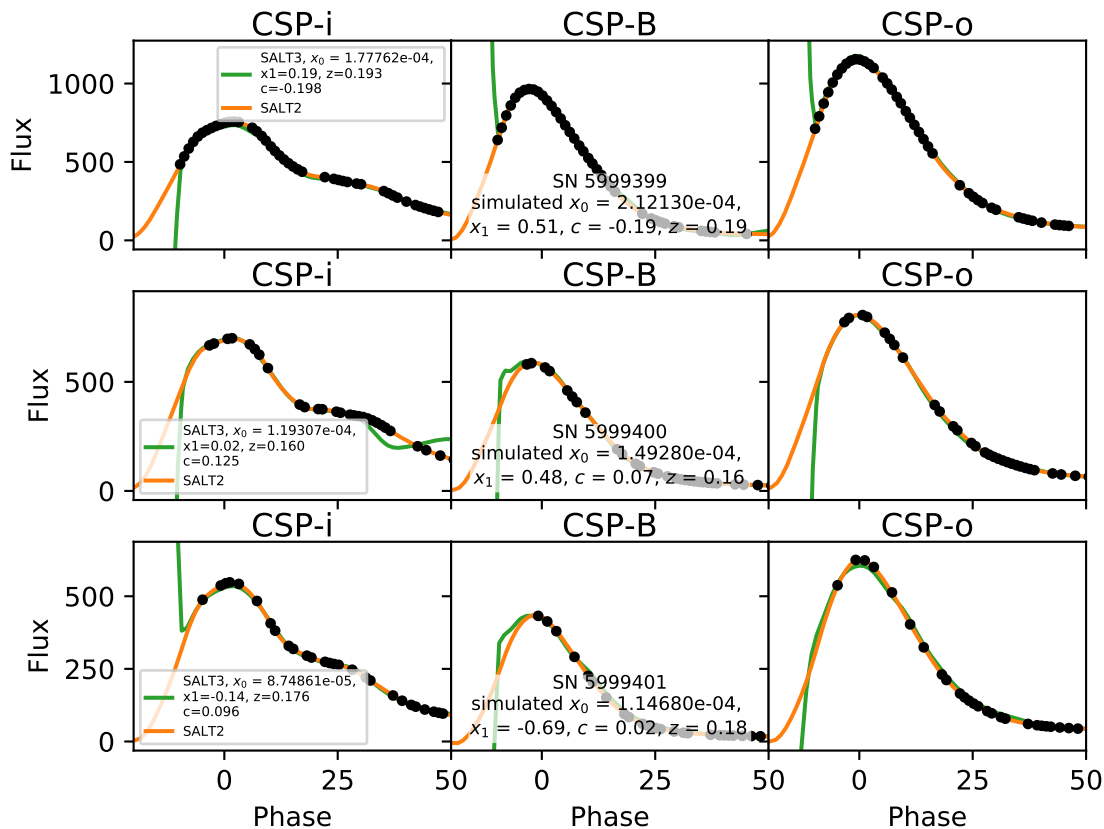 CSP-i CSP-B CSP-o
Flux
1000
500
0
SALT3, x₀ = 1.77762e-04,
x1=0.19, z=0.193
c=-0.198
SALT2
SN 5999399
simulated x₀ = 2.12130e-04,
x₁ = 0.51, c = -0.19, z = 0.19
CSP-i CSP-B CSP-o
Flux
500
0
SALT3, x₀ = 1.19307e-04,
x1=0.02, z=0.160
c=0.125
SALT2
SN 5999400
simulated x₀ = 1.49280e-04,
x₁ = 0.48, c = 0.07, z = 0.16
CSP-i CSP-B CSP-o
Flux
500
250
0
SALT3, x₀ = 8.74861e-05,
x1=-0.14, z=0.176
c=0.096
SALT2
SN 5999401
simulated x₀ = 1.14680e-04,
x₁ = -0.69, c = 0.02, z = 0.18
0 25 50 0 25 50 0 25 50
Phase Phase Phase